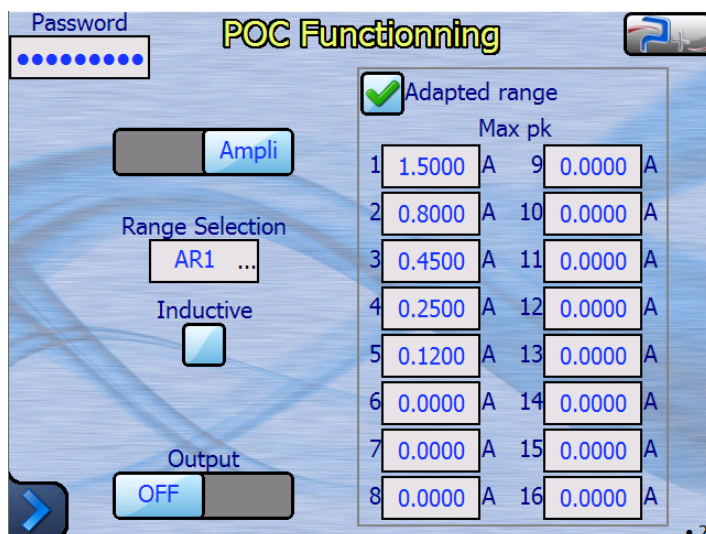 Password
POC Functionning
●●●●●●●●●
Adapted range
Max pk
Ampli
Range Selection
AR1 ...
Inductive
Output
OFF
1 1.5000 A 9 0.0000 A
2 0.8000 A 10 0.0000 A
3 0.4500 A 11 0.0000 A
4 0.2500 A 12 0.0000 A
5 0.1200 A 13 0.0000 A
6 0.0000 A 14 0.0000 A
7 0.0000 A 15 0.0000 A
8 0.0000 A 16 0.0000 A